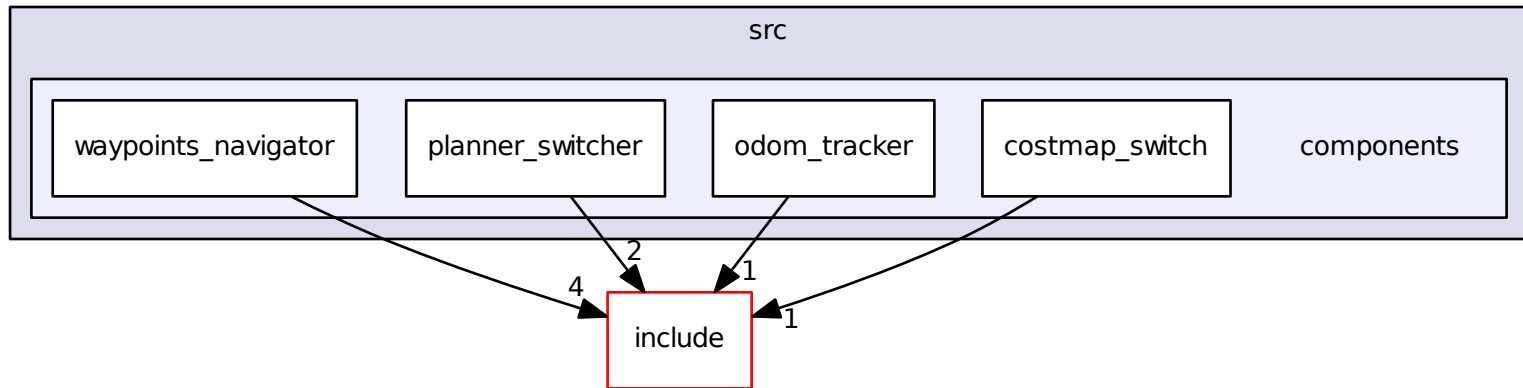 src
waypoints_navigator
planner_switcher
odom_tracker
costmap_switch
components
4
2
1
1
include